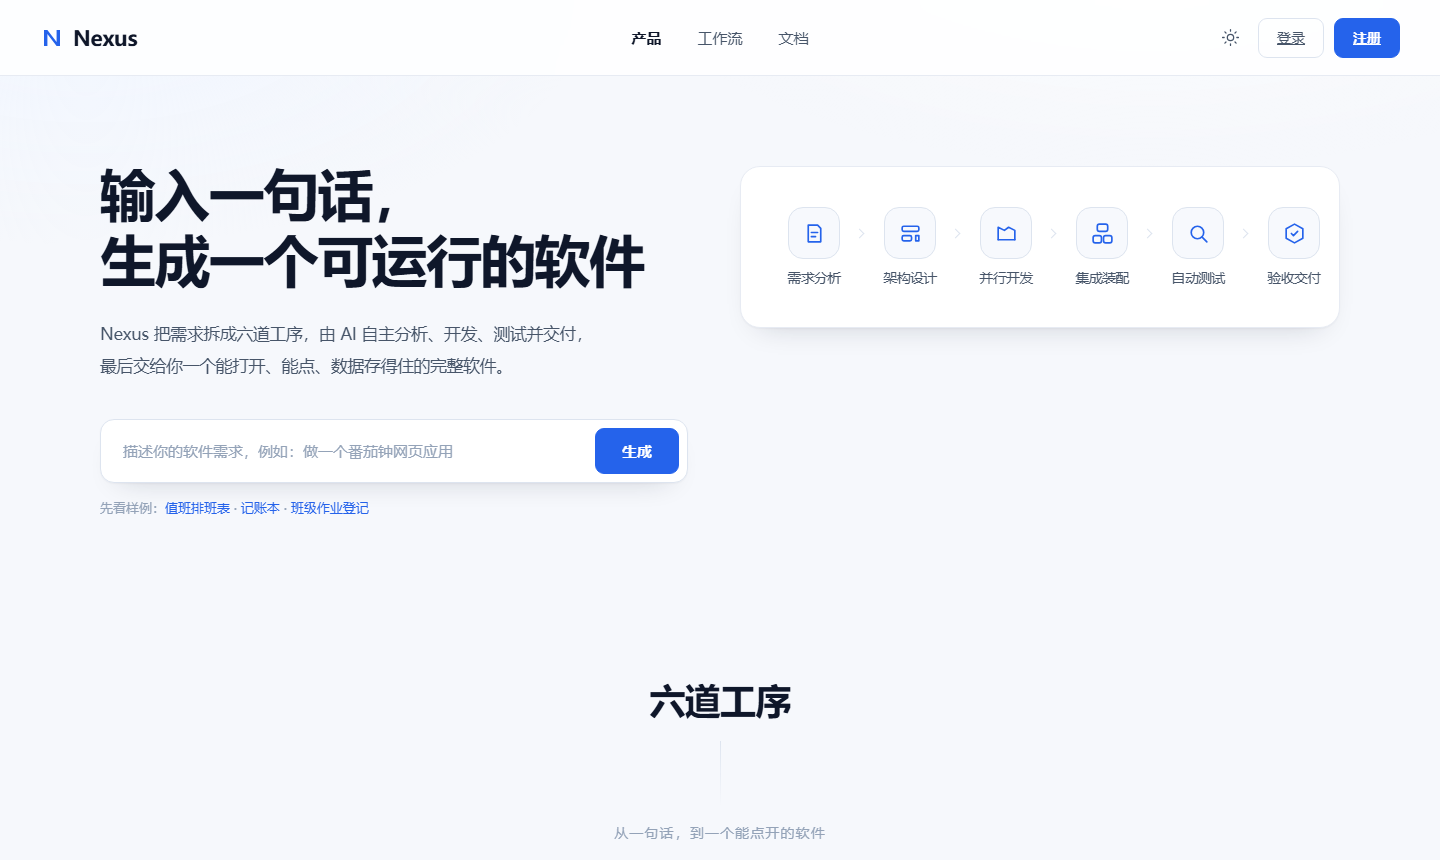 N Nexus
产品 工作流 文档
登录 注册
输入一句话，
生成一个可运行的软件
Nexus 把需求拆成六道工序，由 AI 自主分析、开发、测试并交付，
最后交给你一个能打开、能点、数据存得住的完整软件。
描述你的软件需求，例如：做一个番茄钟网页应用 生成
先看样例：值班排班表 · 记账本 · 班级作业登记
需求分析 架构设计 并行开发 集成装配 自动测试 验收交付
六道工序
从一句话，到一个能点开的软件